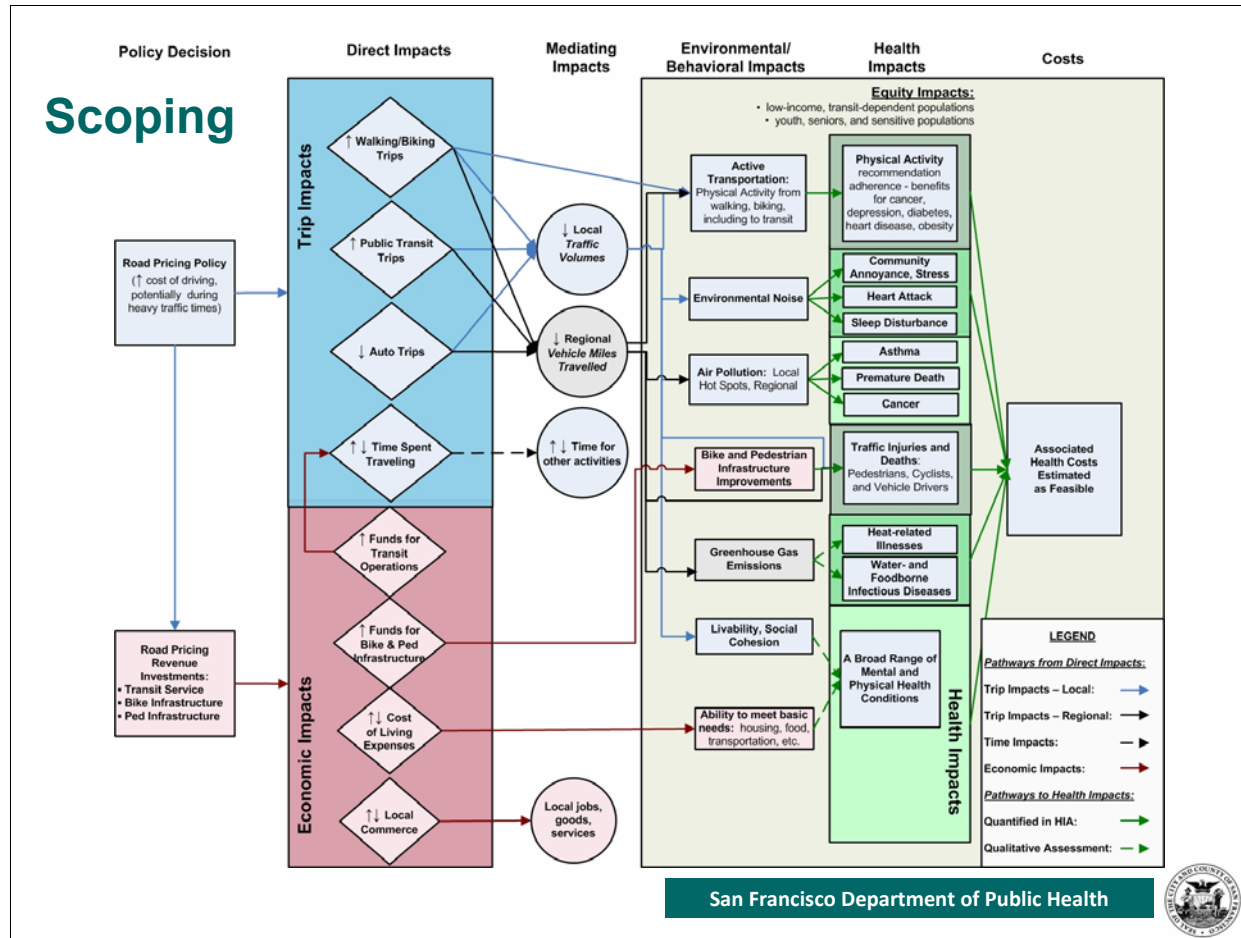 Scoping
Policy Decision
Direct Impacts
Mediating
Impacts
Environmental/
Behavioral Impacts
Health
Impacts
Costs
Road Pricing Policy
(↑ cost of driving,
potentially during
heavy traffic times)
Road Pricing
Revenue
Investments:
▪ Transit Service
▪ Bike Infrastructure
▪ Ped Infrastructure
Trip Impacts
↑ Walking/Biking
Trips
↑ Public Transit
Trips
↓ Auto Trips
↑↓ Time Spent
Traveling
Economic Impacts
↑ Funds for
Transit
Operations
↑ Funds for
Bike & Ped
Infrastructure
↑↓ Cost
of Living
Expenses
↑↓ Local
Commerce
↓ Local
Traffic
Volumes
↓ Regional
Vehicle Miles
Travelled
↑↓ Time for
other activities
Local jobs,
goods,
services
Equity Impacts:
• low-income, transit-dependent populations
• youth, seniors, and sensitive populations
Active
Transportation:
Physical Activity from
walking, biking,
including to transit
Environmental Noise
Air Pollution: Local
Hot Spots, Regional
Bike and Pedestrian
Infrastructure
Improvements
Greenhouse Gas
Emissions
Livability, Social
Cohesion
Ability to meet basic
needs: housing, food,
transportation, etc.
Physical Activity
recommendation
adherence - benefits
for cancer,
depression, diabetes,
heart disease, obesity
Community
Annoyance, Stress
Heart Attack
Sleep Disturbance
Asthma
Premature Death
Cancer
Traffic Injuries and
Deaths:
Pedestrians, Cyclists,
and Vehicle Drivers
Heat-related
Illnesses
Water- and
Foodborne
Infectious Diseases
A Broad Range of
Mental and
Physical Health
Conditions
Health Impacts
Associated
Health Costs
Estimated
as Feasible
LEGEND
Pathways from Direct Impacts:
Trip Impacts – Local:
Trip Impacts – Regional:
Time Impacts:
Economic Impacts:
Pathways to Health Impacts:
Quantified in HIA:
Qualitative Assessment:
San Francisco Department of Public Health
SEAL OF THE CITY AND COUNTY OF SAN FRANCISCO